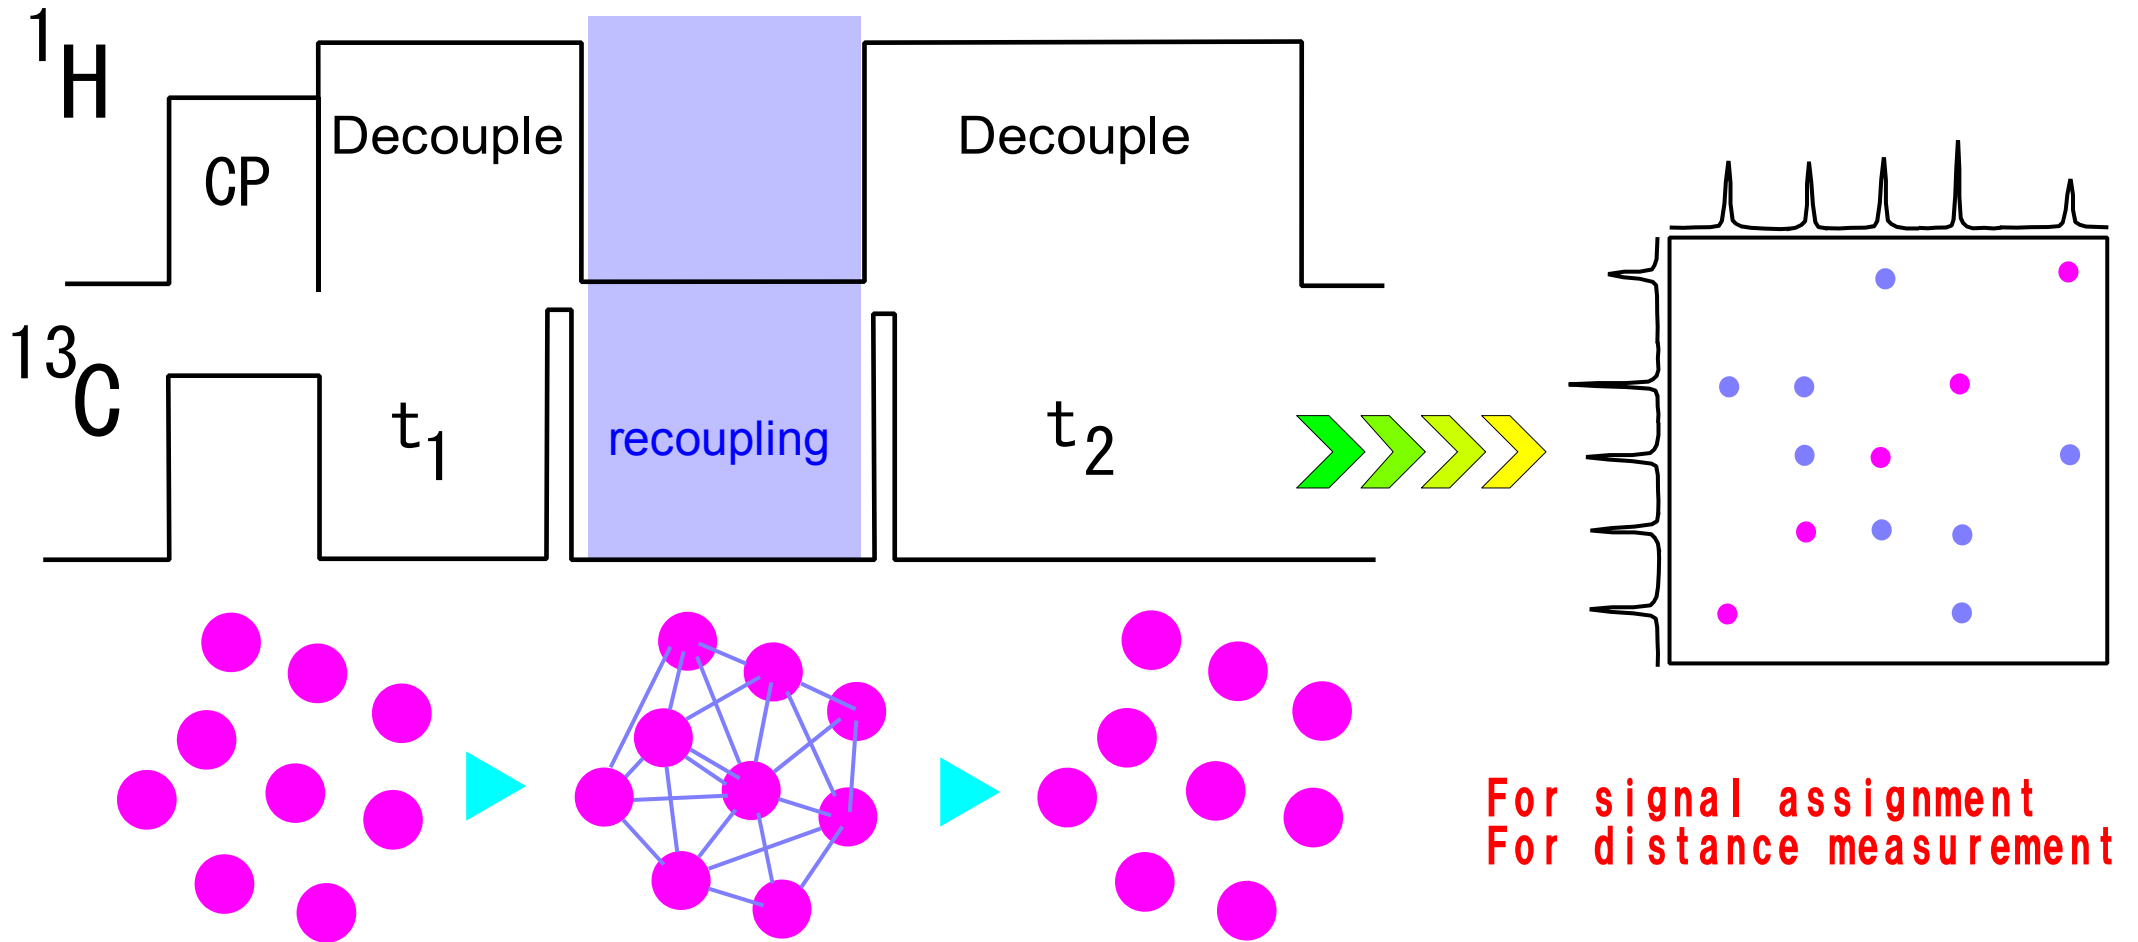 ¹H
CP
Decouple
Decouple
¹³C
t₁
recoupling
t₂
For signal assignment
For distance measurement